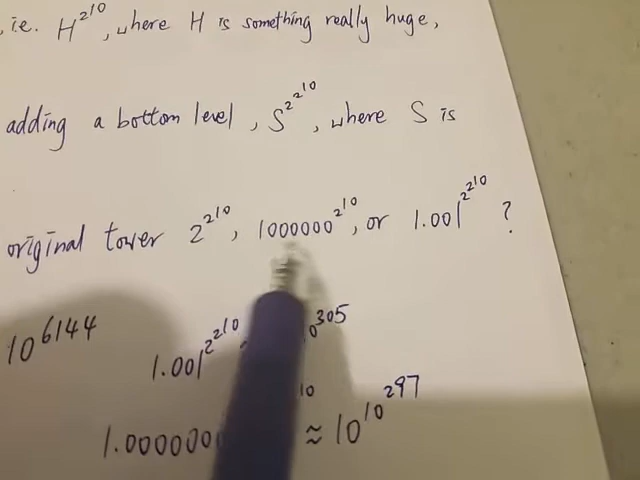 , i.e. H^2^10, where H is something really huge,
adding a bottom level, S^2^2^10, where S is
original tower 2^2^10, 1000000^2^10, or 1.001^2^2^10 ?
10^6144 1.001^2^2^10 0^305
1.0000000 10 ≈ 10^10^297